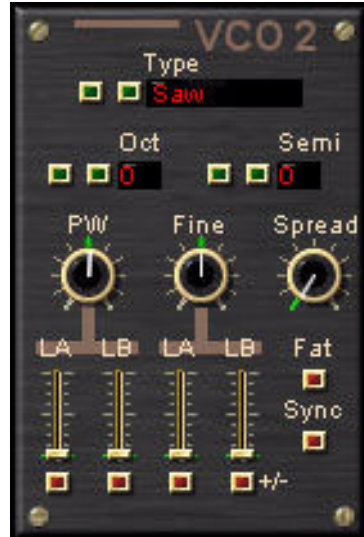 VCO 2
Type
Saw
Oct Semi
0 0
PW Fine Spread
LA LB LA LB Fat
Sync
+/-